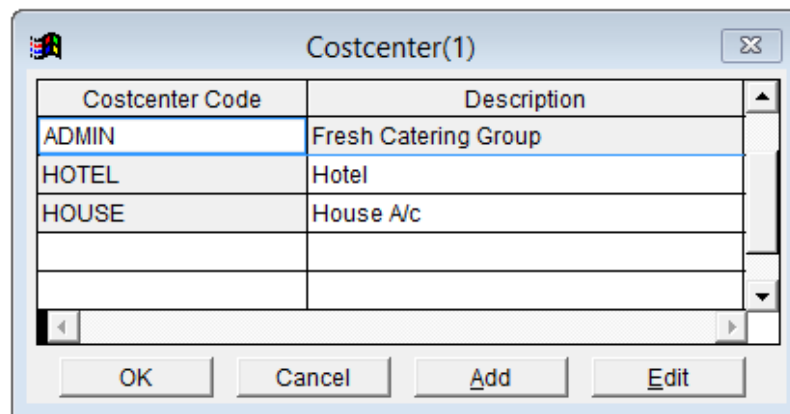 Costcenter(1)
Costcenter Code Description
ADMIN Fresh Catering Group
HOTEL Hotel
HOUSE House A/c
OK Cancel Add Edit